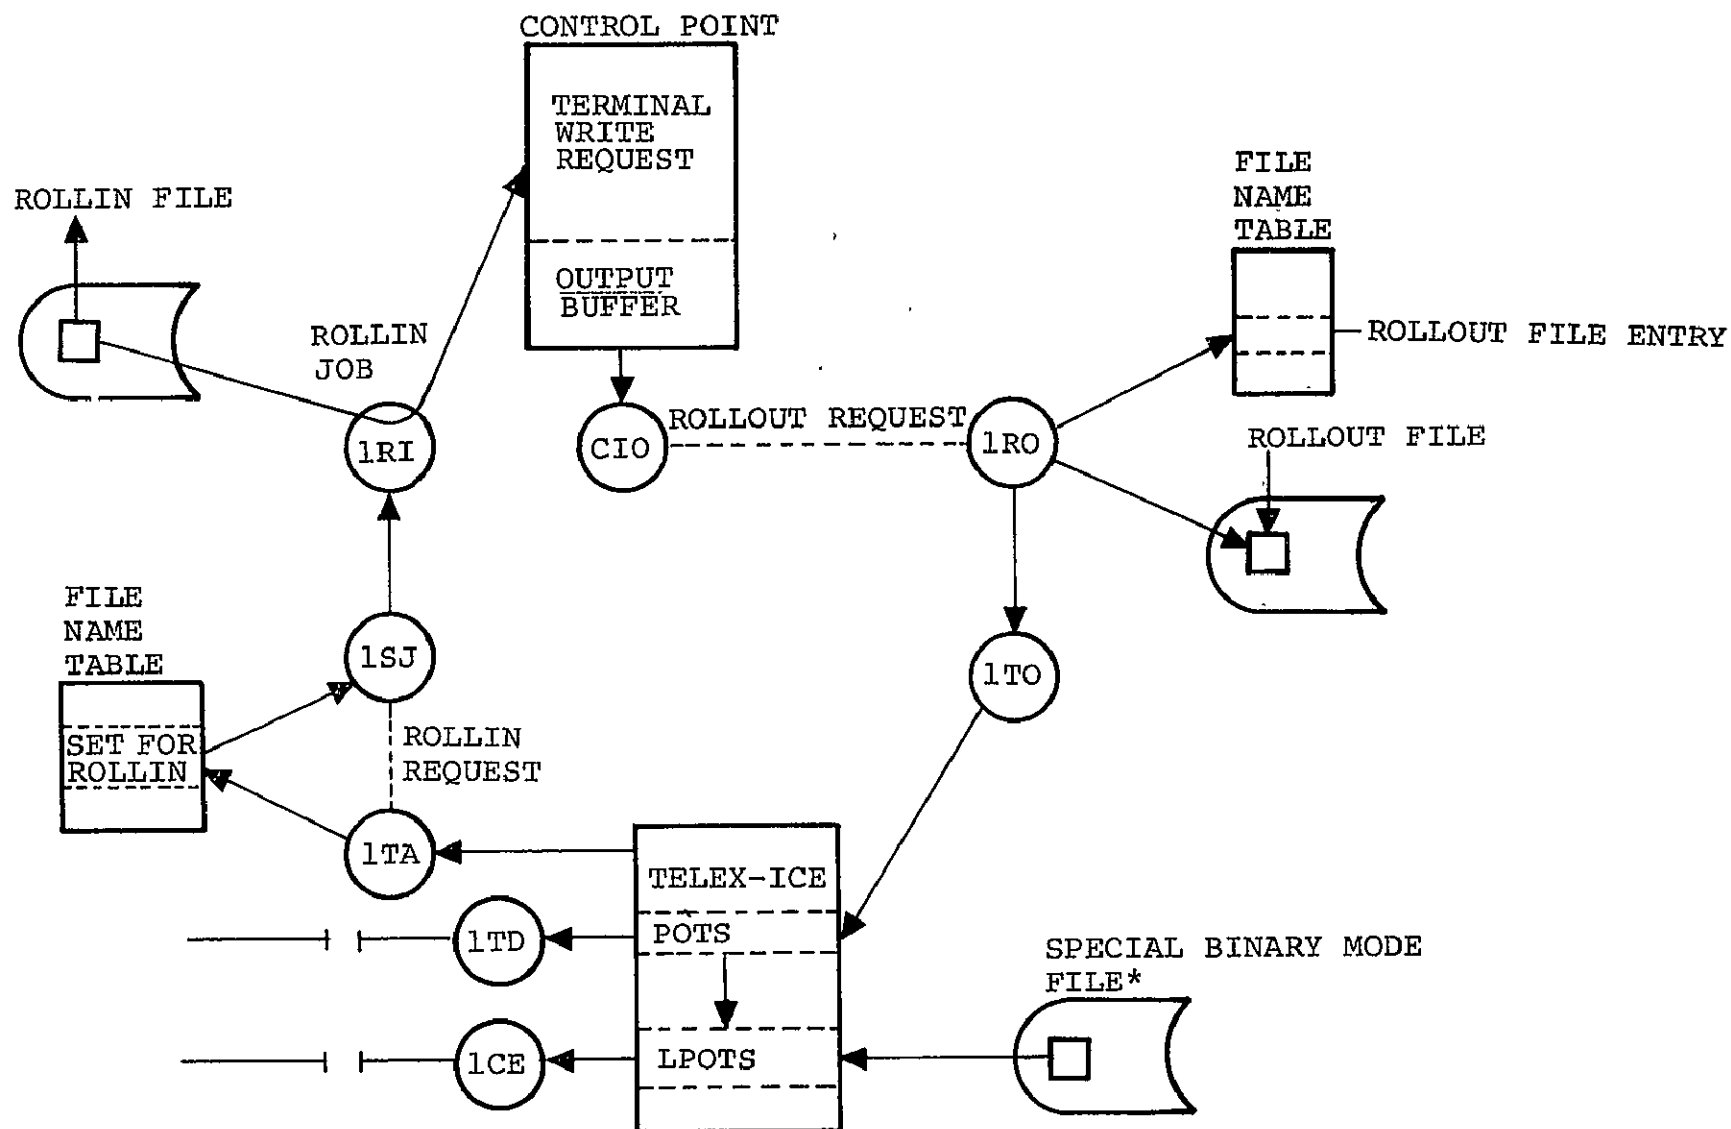 CONTROL POINT
TERMINAL
WRITE
REQUEST
OUTPUT
BUFFER
ROLLIN FILE
ROLLIN
JOB
1RI
CIO
ROLLOUT REQUEST
1RO
FILE
NAME
TABLE
ROLLOUT FILE ENTRY
ROLLOUT FILE
1TO
FILE
NAME
TABLE
SET FOR
ROLLIN
1SJ
ROLLIN
REQUEST
1TA
TELEX-ICE
POTS
LPOTS
1TD
1CE
SPECIAL BINARY MODE
FILE*